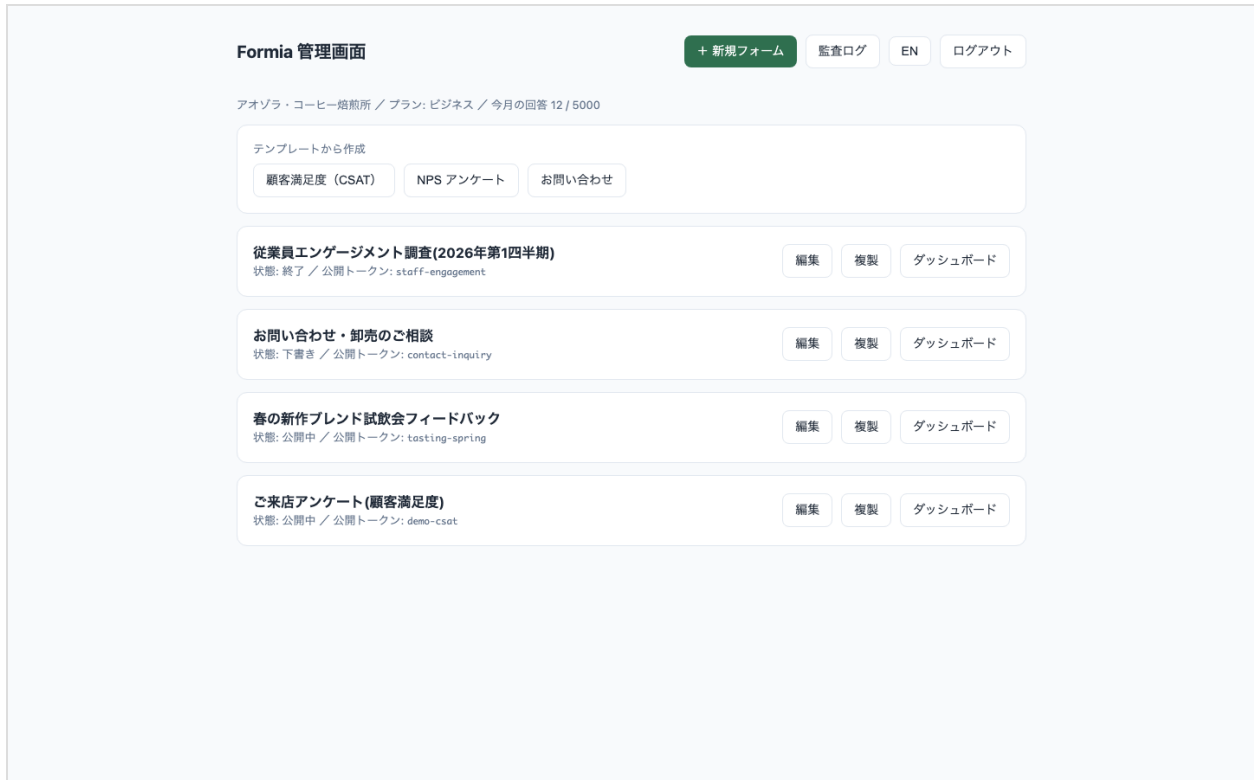 Formia 管理画面
+ 新規フォーム
監査ログ
EN
ログアウト
アオゾラ・コーヒー焙煎所 ／ プラン: ビジネス ／ 今月の回答 12 / 5000
テンプレートから作成
顧客満足度（CSAT）
NPS アンケート
お問い合わせ
従業員エンゲージメント調査(2026年第1四半期)
状態: 終了 ／ 公開トークン: staff-engagement
編集
複製
ダッシュボード
お問い合わせ・卸売のご相談
状態: 下書き ／ 公開トークン: contact-inquiry
編集
複製
ダッシュボード
春の新作ブレンド試飲会フィードバック
状態: 公開中 ／ 公開トークン: tasting-spring
編集
複製
ダッシュボード
ご来店アンケート(顧客満足度)
状態: 公開中 ／ 公開トークン: demo-csat
編集
複製
ダッシュボード